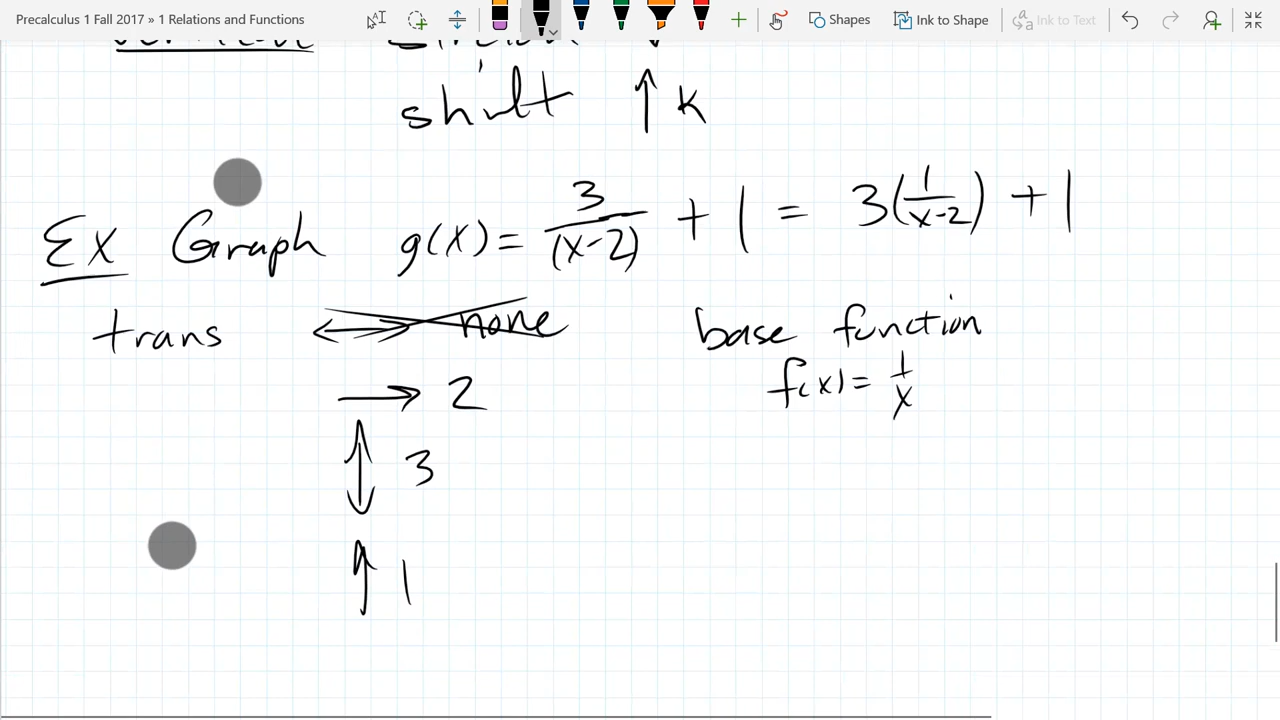 Precalculus 1 Fall 2017 » 1 Relations and Functions
Shapes
Ink to Shape
Ink to Text
shift ↑ K
Ex Graph g(x) = 3/(x-2) + 1 = 3(1/(x-2)) + 1
trans ↔ none
base function
f(x) = 1/x
→ 2
↕ 3
↑ 1